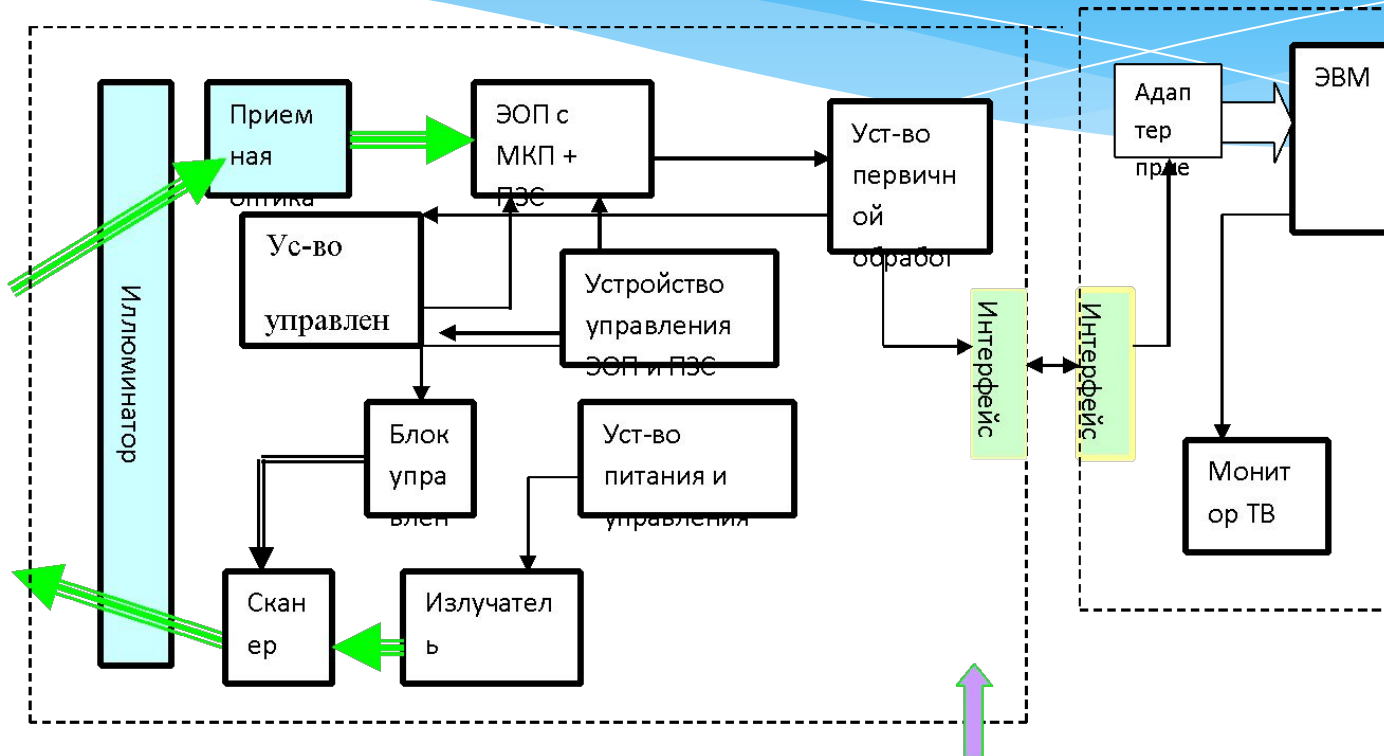 Прием
ная
оптика
ЭОП с
МКП +
ПЗС
Уст-во
первичн
ой
обработ
Адап
тер
прие
ЭВМ
Ус-во
управлен
Устройство
управления
ЭОП и ПЗС
Иллюминатор
Интерфейс
Интерфейс
Блок
упра
влен
Уст-во
питания и
управления
Монит
ор ТВ
Скан
ер
Излучател
ь